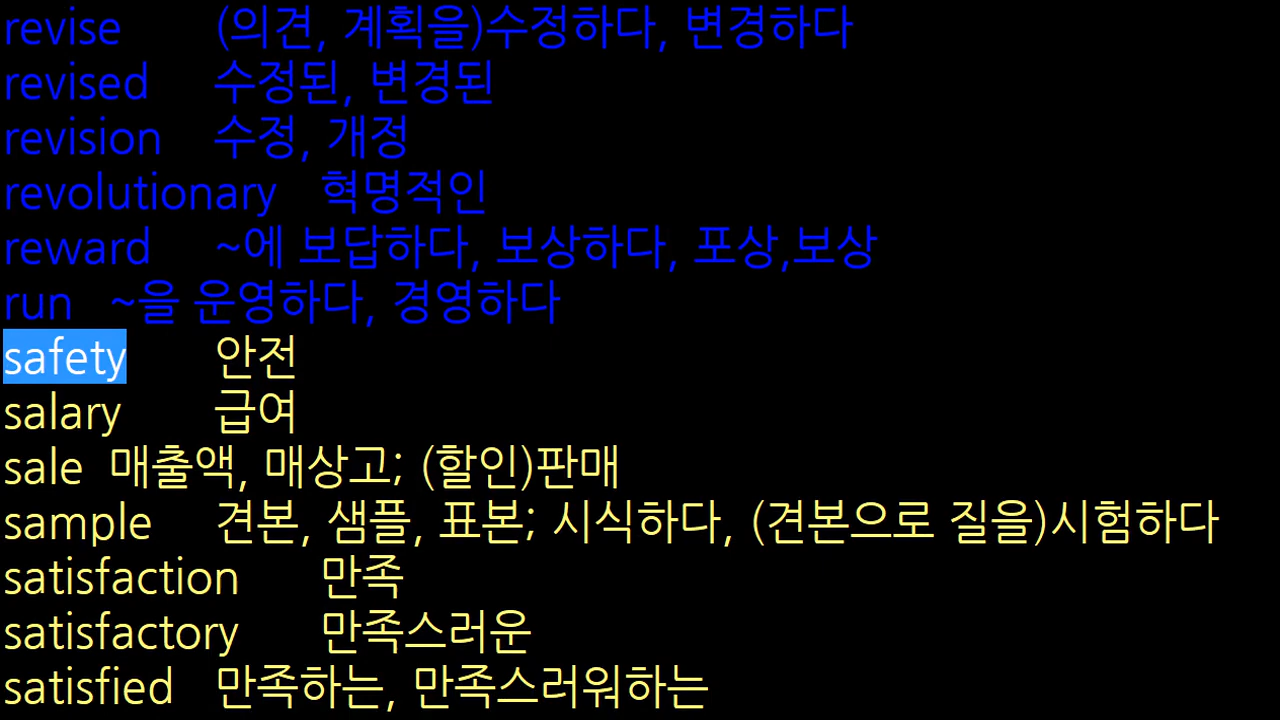 revise (의견, 계획을)수정하다, 변경하다
revised 수정된, 변경된
revision 수정, 개정
revolutionary 혁명적인
reward ~에 보답하다, 보상하다, 포상,보상
run ~을 운영하다, 경영하다
safety 안전
salary 급여
sale 매출액, 매상고; (할인)판매
sample 견본, 샘플, 표본; 시식하다, (견본으로 질을)시험하다
satisfaction 만족
satisfactory 만족스러운
satisfied 만족하는, 만족스러워하는